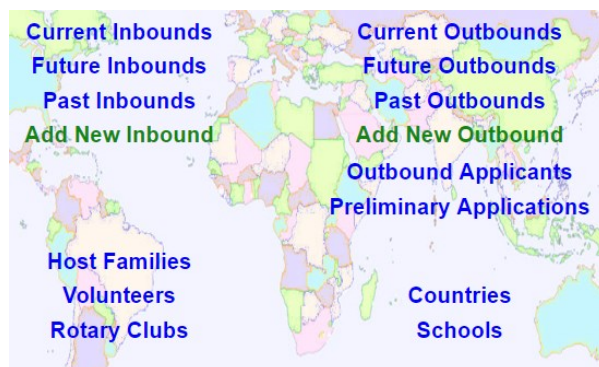 Current Inbounds
Future Inbounds
Past Inbounds
Add New Inbound
Current Outbounds
Future Outbounds
Past Outbounds
Add New Outbound
Outbound Applicants
Preliminary Applications
Host Families
Volunteers
Rotary Clubs
Countries
Schools